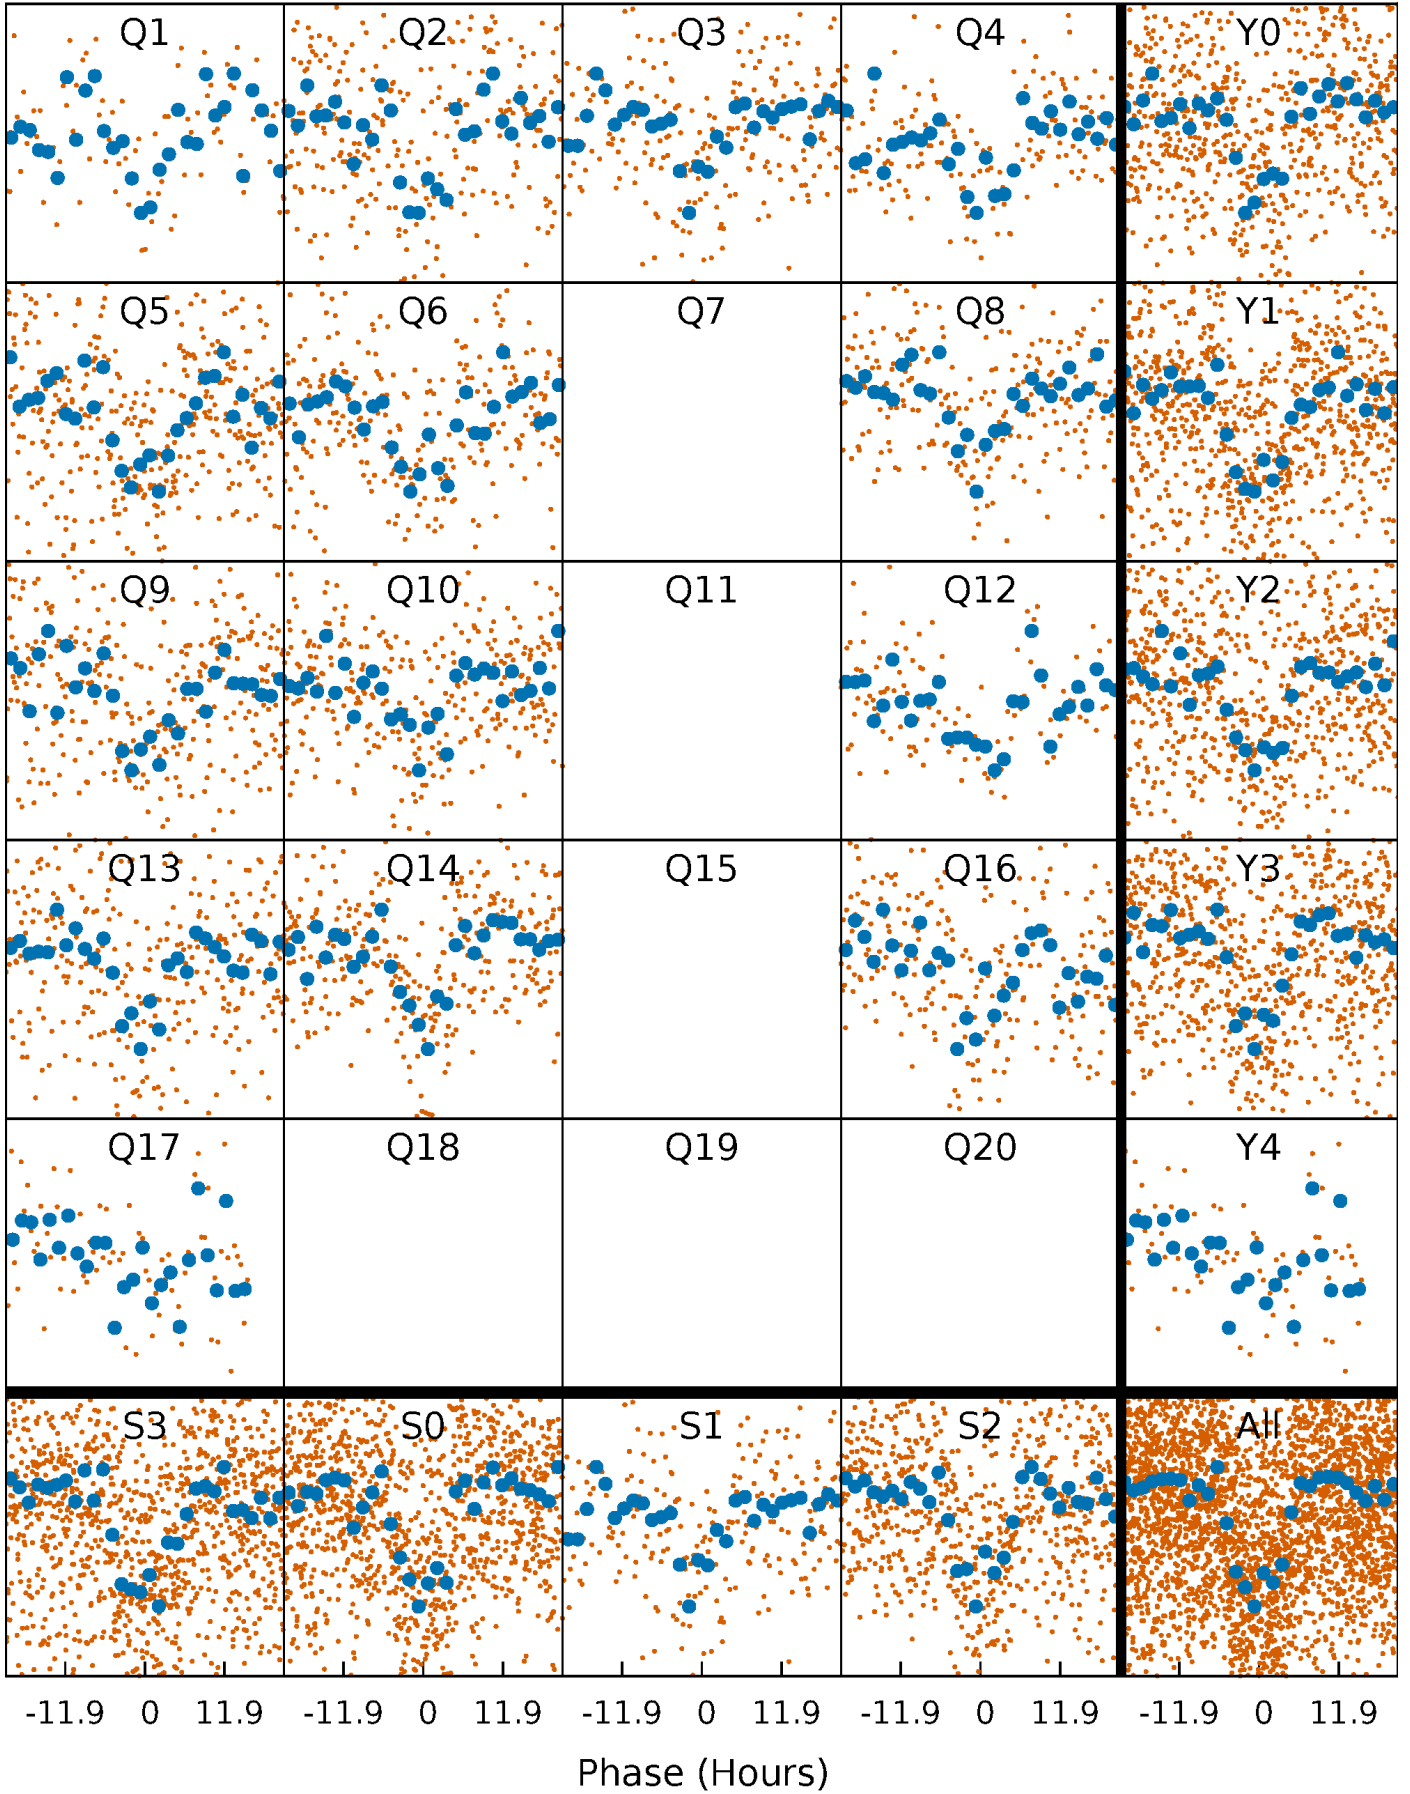 Q1 Q2 Q3 Q4 Y0
Q5 Q6 Q7 Q8 Y1
Q9 Q10 Q11 Q12 Y2
Q13 Q14 Q15 Q16 Y3
Q17 Q18 Q19 Q20 Y4
S3 S0 S1 S2 All
-11.9 0 11.9 -11.9 0 11.9 -11.9 0 11.9 -11.9 0 11.9 -11.9 0 11.9
Phase (Hours)